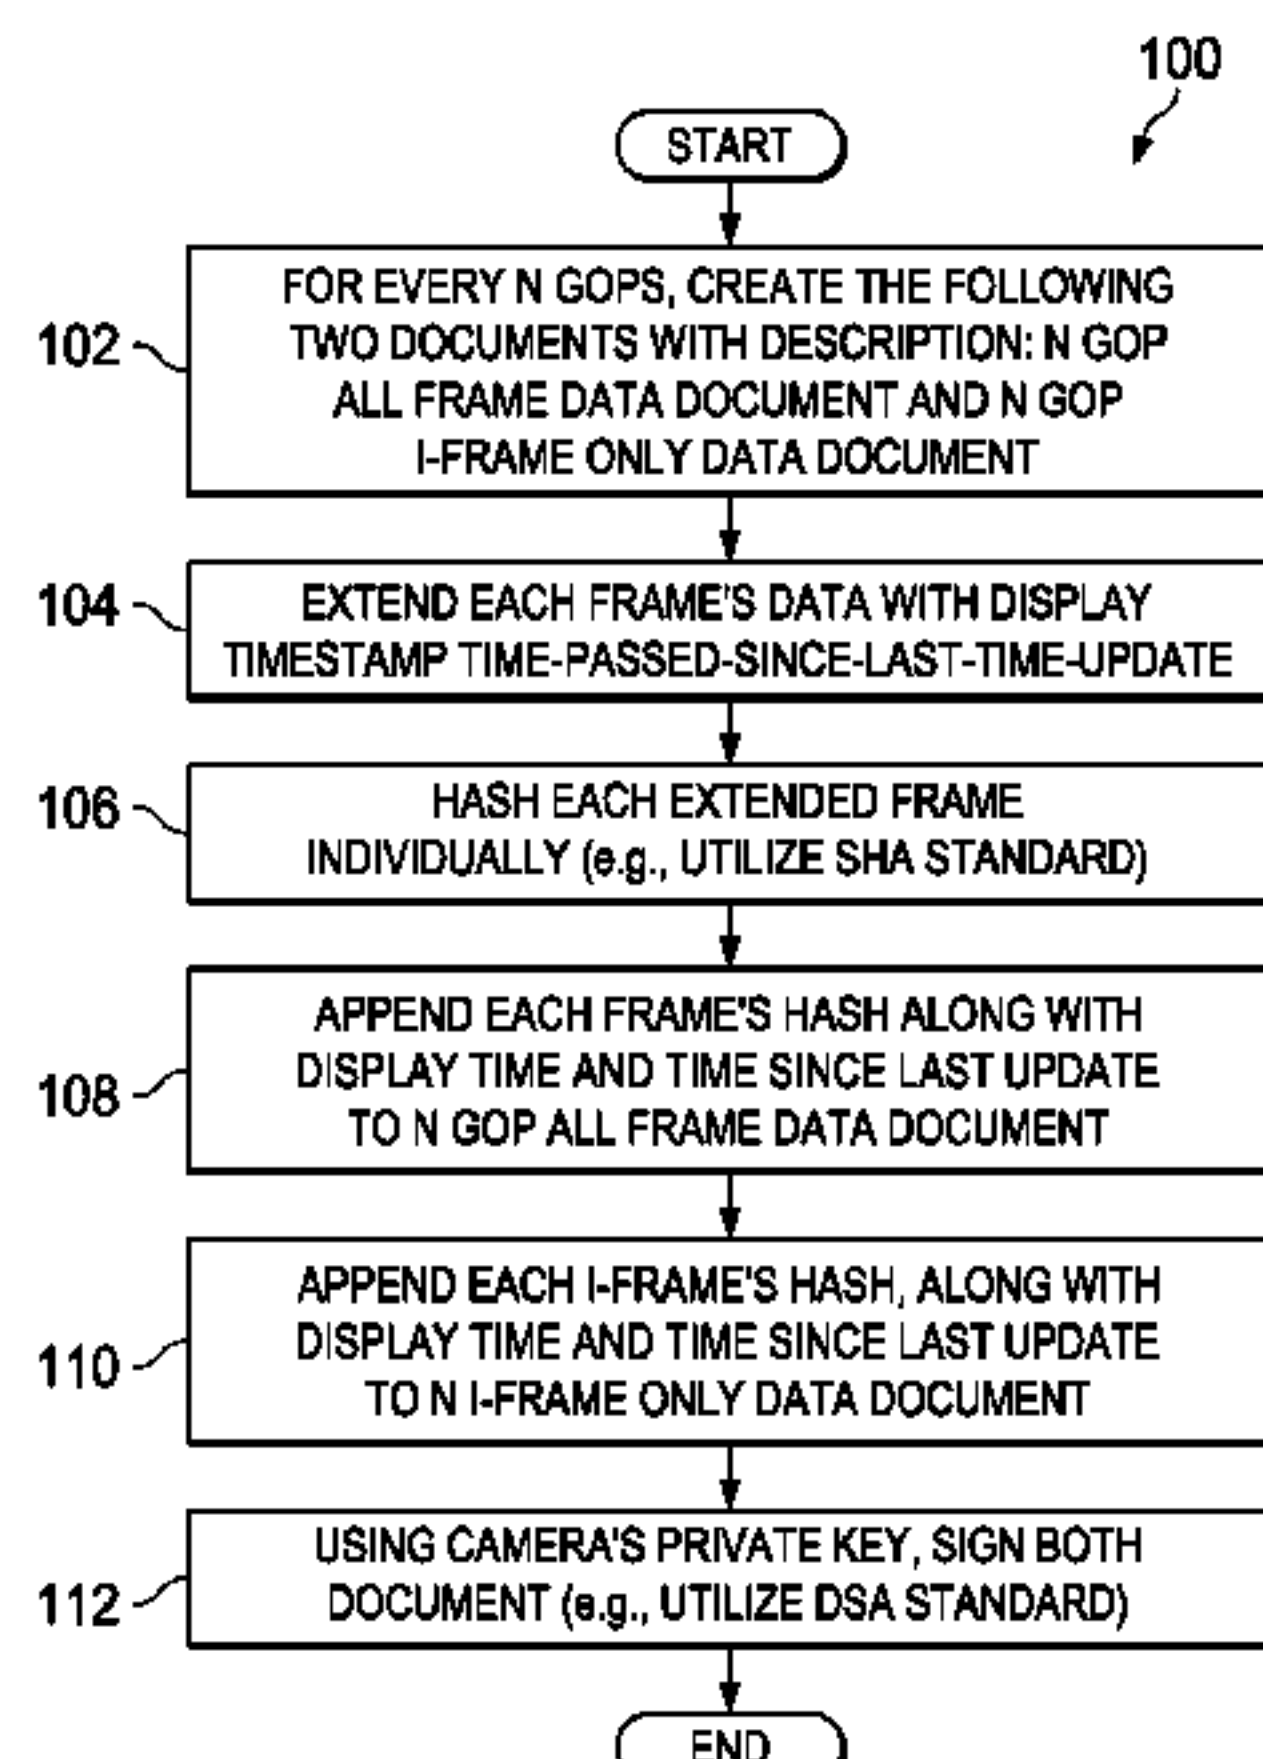 100
START
102
FOR EVERY N GOPS, CREATE THE FOLLOWING
TWO DOCUMENTS WITH DESCRIPTION: N GOP
ALL FRAME DATA DOCUMENT AND N GOP
I-FRAME ONLY DATA DOCUMENT
104
EXTEND EACH FRAME'S DATA WITH DISPLAY
TIMESTAMP TIME-PASSED-SINCE-LAST-TIME-UPDATE
106
HASH EACH EXTENDED FRAME
INDIVIDUALLY (e.g., UTILIZE SHA STANDARD)
108
APPEND EACH FRAME'S HASH ALONG WITH
DISPLAY TIME AND TIME SINCE LAST UPDATE
TO N GOP ALL FRAME DATA DOCUMENT
110
APPEND EACH I-FRAME'S HASH, ALONG WITH
DISPLAY TIME AND TIME SINCE LAST UPDATE
TO N I-FRAME ONLY DATA DOCUMENT
112
USING CAMERA'S PRIVATE KEY, SIGN BOTH
DOCUMENT (e.g., UTILIZE DSA STANDARD)
END